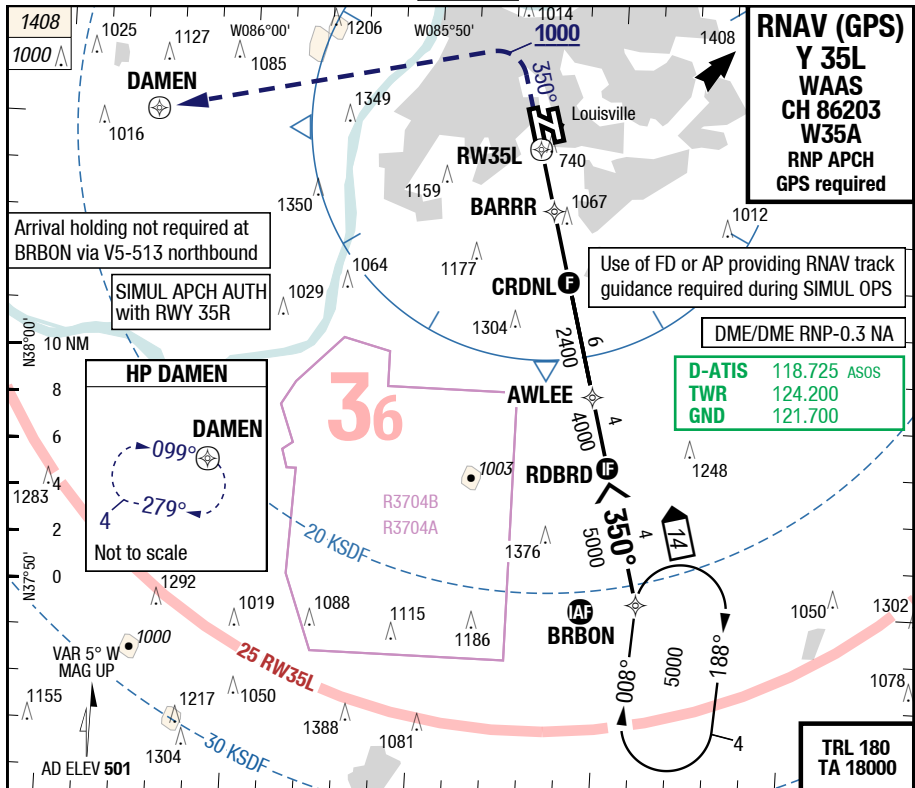 1408
1000
1025
1127
W086°00'
1085
1206
W085°50'
1014
1000
1408
RNAV (GPS)
Y 35L
WAAS
CH 86203
W35A
RNP APCH
GPS required
DAMEN
1016
1349
350°
Louisville
RW35L
740
1159
1350
BARRR
1067
1012
Arrival holding not required at
BRBON via V5-513 northbound
1177
1064
SIMUL APCH AUTH
with RWY 35R
1029
CRDNL
F
Use of FD or AP providing RNAV track
guidance required during SIMUL OPS
1304
6
2400
N38°00'
10 NM
DME/DME RNP-0.3 NA
HP DAMEN
DAMEN
099°
279°
4
Not to scale
36
AWLEE
D-ATIS 118.725 ASOS
TWR 124.200
GND 121.700
8
6
4
2
0
4
4000
1283
1003
RDBRD
IF
1248
R3704B
R3704A
20 KSDF
1376
350°
5000
4
14
N37°50'
1292
1019
1088
1115
1186
IAF
BRBON
1050
1302
1000
VAR 5° W
MAG UP
25 RW35L
008°
5000
188°
4
1078
1155
1217
1050
1388
1081
1304
30 KSDF
AD ELEV 501
TRL 180
TA 18000